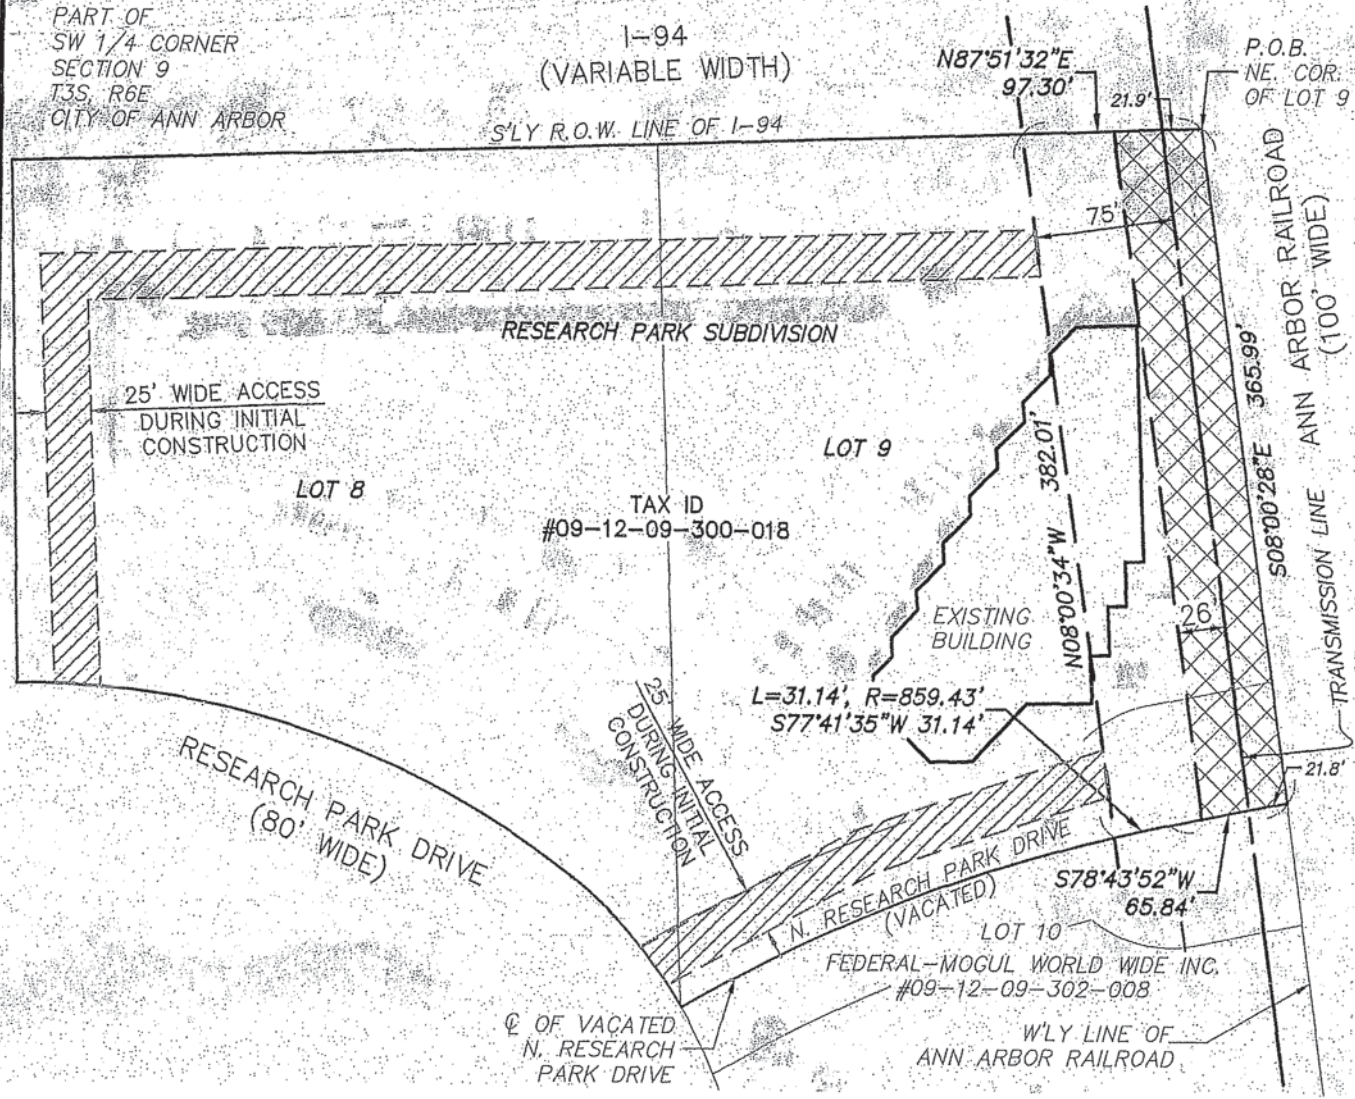 PART OF
SW 1/4 CORNER
SECTION 9
T3S, R6E
CITY OF ANN ARBOR
I-94
(VARIABLE WIDTH)
S'LY R.O.W. LINE OF I-94
N87°51'32"E
97.30'
21.9'
P.O.B.
NE. COR.
OF LOT 9
ANN ARBOR RAILROAD
(100' WIDE)
75'
RESEARCH PARK SUBDIVISION
25' WIDE ACCESS
DURING INITIAL
CONSTRUCTION
LOT 8
LOT 9
TAX ID
#09-12-09-300-018
N08°00'34"W 382.01'
S08°00'28"E 365.99'
EXISTING
BUILDING
26'
TRANSMISSION LINE
L=31.14', R=859.43'
S77°41'35"W 31.14'
21.8'
RESEARCH PARK DRIVE
(80' WIDE)
25' WIDE ACCESS
DURING INITIAL
CONSTRUCTION
N. RESEARCH PARK DRIVE
(VACATED)
S78°43'52"W
65.84'
LOT 10
FEDERAL-MOGUL WORLD WIDE INC.
#09-12-09-302-008
℄ OF VACATED
N. RESEARCH
PARK DRIVE
W'LY LINE OF
ANN ARBOR RAILROAD